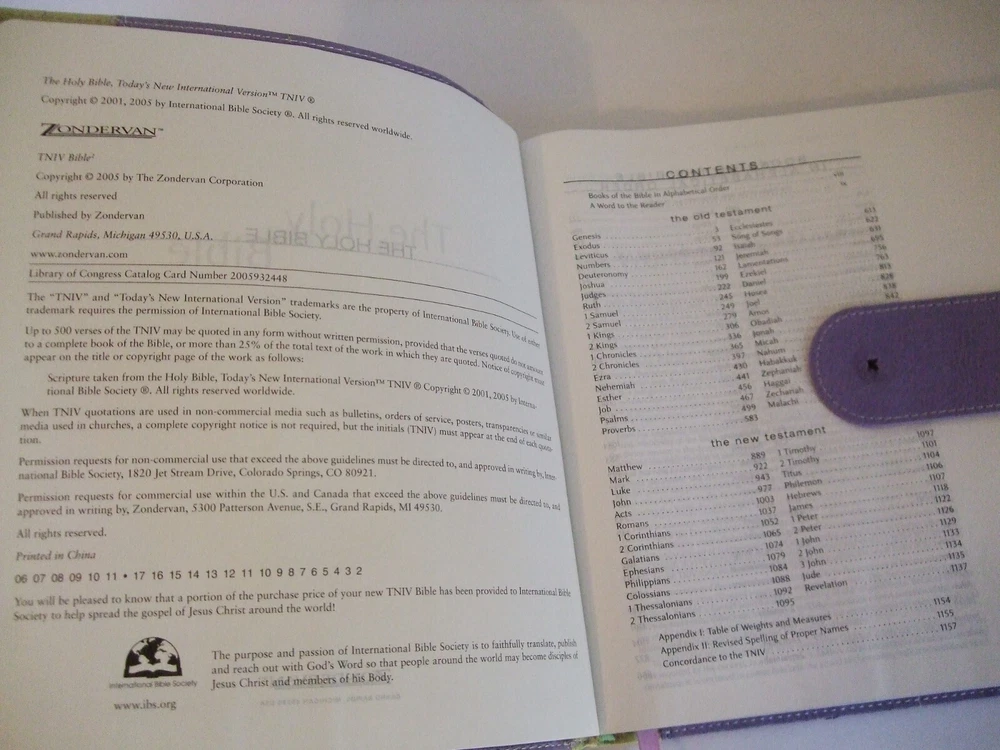 The Holy Bible, Today's New International Version™ TNIV ®
Copyright © 2001, 2005 by International Bible Society ®. All rights reserved worldwide.
ZONDERVAN™
TNIV Bible²
Copyright © 2005 by The Zondervan Corporation
All rights reserved
Published by Zondervan
Grand Rapids, Michigan 49530, U.S.A.
www.zondervan.com
Library of Congress Catalog Card Number 2005932448
The "TNIV" and "Today's New International Version" trademarks are the property of International Bible Society. Use of either
trademark requires the permission of International Bible Society.
Up to 500 verses of the TNIV may be quoted in any form without written permission, provided that the verses quoted do not amount
to a complete book of the Bible, or more than 25% of the total text of the work in which they are quoted. Notice of copyright must
appear on the title or copyright page of the work as follows:
Scripture taken from the Holy Bible, Today's New International Version™ TNIV ® Copyright © 2001, 2005 by Interna-
tional Bible Society ®. All rights reserved worldwide.
When TNIV quotations are used in non-commercial media such as bulletins, orders of service, posters, transparencies or similar
media used in churches, a complete copyright notice is not required, but the initials (TNIV) must appear at the end of each quota-
tion.
Permission requests for non-commercial use that exceed the above guidelines must be directed to, and approved in writing by, Inter-
national Bible Society, 1820 Jet Stream Drive, Colorado Springs, CO 80921.
Permission requests for commercial use within the U.S. and Canada that exceed the above guidelines must be directed to, and
approved in writing by, Zondervan, 5300 Patterson Avenue, S.E., Grand Rapids, MI 49530.
All rights reserved.
Printed in China
06 07 08 09 10 11 • 17 16 15 14 13 12 11 10 9 8 7 6 5 4 3 2
You will be pleased to know that a portion of the purchase price of your new TNIV Bible has been provided to International Bible
Society to help spread the gospel of Jesus Christ around the world!
International Bible Society
www.ibs.org
The purpose and passion of International Bible Society is to faithfully translate, publish
and reach out with God's Word so that people around the world may become disciples of
Jesus Christ and members of his Body.
CONTENTS
Books of the Bible in Alphabetical Order
A Word to the Reader
the old testament
Genesis 3
Exodus 53
Leviticus 92
Numbers 121
Deuteronomy 162
Joshua 199
Judges 222
Ruth 245
1 Samuel 249
2 Samuel 279
1 Kings 306
2 Kings 336
1 Chronicles 365
2 Chronicles 397
Ezra 430
Nehemiah 441
Esther 456
Job 467
Psalms 499
Proverbs 583
Ecclesiastes 611
Song of Songs 622
Isaiah 631
Jeremiah 695
Lamentations 756
Ezekiel 763
Daniel 813
Hosea 828
Joel 838
Amos 842
Obadiah
Jonah
Micah
Nahum
Habakkuk
Zephaniah
Haggai
Zechariah
Malachi
the new testament
Matthew 889
Mark 922
Luke 943
John 977
Acts 1003
Romans 1037
1 Corinthians 1052
2 Corinthians 1065
Galatians 1074
Ephesians 1079
Philippians 1084
Colossians 1088
1 Thessalonians 1092
2 Thessalonians 1095
1 Timothy 1097
2 Timothy 1101
Titus 1104
Philemon 1106
Hebrews 1107
James 1118
1 Peter 1122
2 Peter 1126
1 John 1129
2 John 1133
3 John 1134
Jude 1135
Revelation 1137
Appendix I: Table of Weights and Measures 1154
Appendix II: Revised Spelling of Proper Names 1155
Concordance to the TNIV 1157